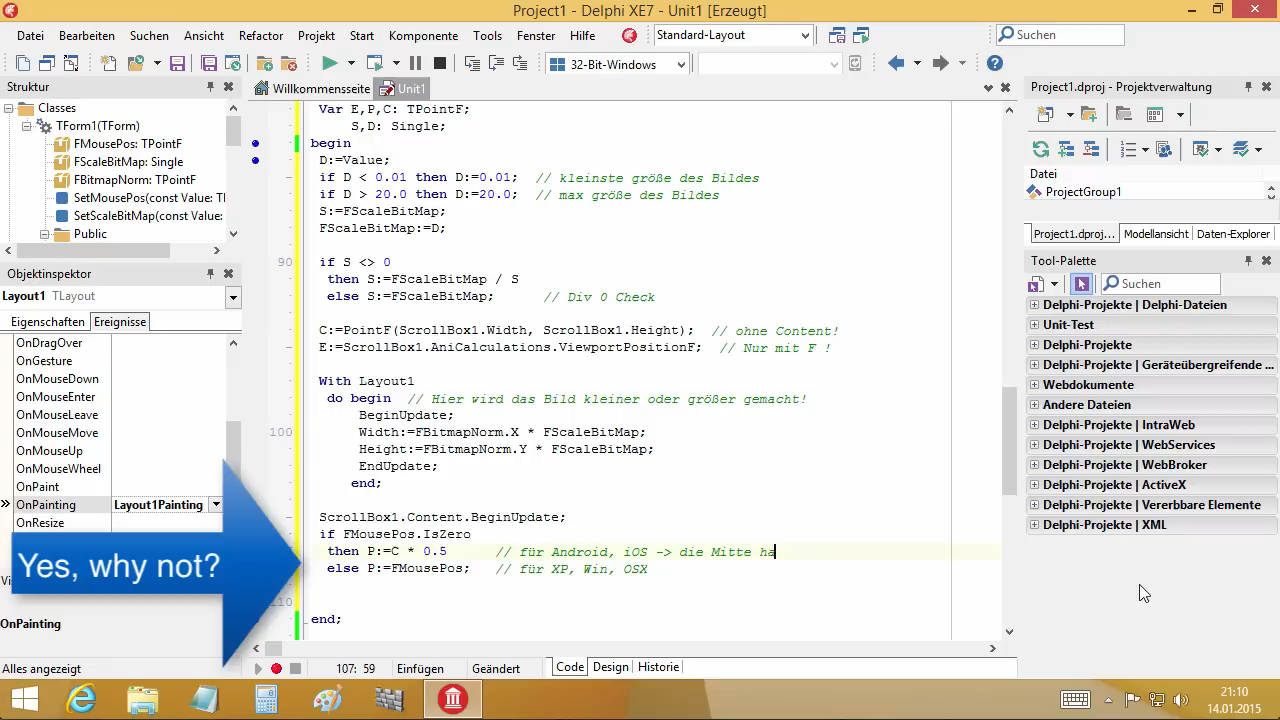 Project1 - Delphi XE7 - Unit1 [Erzeugt]
Datei Bearbeiten Suchen Ansicht Refactor Projekt Start Komponente Tools Fenster Hilfe Standard-Layout Suchen
32-Bit-Windows
Struktur
Classes
TForm1(TForm)
FMousePos: TPointF
FScaleBitMap: Single
FBitmapNorm: TPointF
SetMousePos(const Value: TI
SetScaleBitMap(const Value:
Public
Objektinspektor
Layout1 TLayout
Eigenschaften Ereignisse
OnDragOver
OnGesture
OnMouseDown
OnMouseEnter
OnMouseLeave
OnMouseMove
OnMouseUp
OnMouseWheel
OnPaint
OnPainting Layout1Painting
OnResize
Yes, why not?
OnPainting
Alles angezeigt
Willkommensseite Unit1
Var E,P,C: TPointF;
S,D: Single;
begin
D:=Value;
if D < 0.01 then D:=0.01; // kleinste größe des Bildes
if D > 20.0 then D:=20.0; // max größe des Bildes
S:=FScaleBitMap;
FScaleBitMap:=D;
90 if S <> 0
then S:=FScaleBitMap / S
else S:=FScaleBitMap; // Div 0 Check
C:=PointF(ScrollBox1.Width, ScrollBox1.Height); // ohne Content!
E:=ScrollBox1.AniCalculations.ViewportPositionF; // Nur mit F !
With Layout1
do begin // Hier wird das Bild kleiner oder größer gemacht!
BeginUpdate;
100 Width:=FBitmapNorm.X * FScaleBitMap;
Height:=FBitmapNorm.Y * FScaleBitMap;
EndUpdate;
end;
ScrollBox1.Content.BeginUpdate;
if FMousePos.IsZero
then P:=C * 0.5 // für Android, iOS -> die Mitte ha
else P:=FMousePos; // für XP, Win, OSX
110
end;
107: 59 Einfügen Geändert Code Design Historie
Project1.dproj - Projektverwaltung
Datei
ProjectGroup1
Project1.dproj... Modellansicht Daten-Explorer
Tool-Palette
Suchen
Delphi-Projekte | Delphi-Dateien
Unit-Test
Delphi-Projekte
Delphi-Projekte | Geräteübergreifende ...
Webdokumente
Andere Dateien
Delphi-Projekte | IntraWeb
Delphi-Projekte | WebServices
Delphi-Projekte | WebBroker
Delphi-Projekte | ActiveX
Delphi-Projekte | Vererbbare Elemente
Delphi-Projekte | XML
21:10
14.01.2015